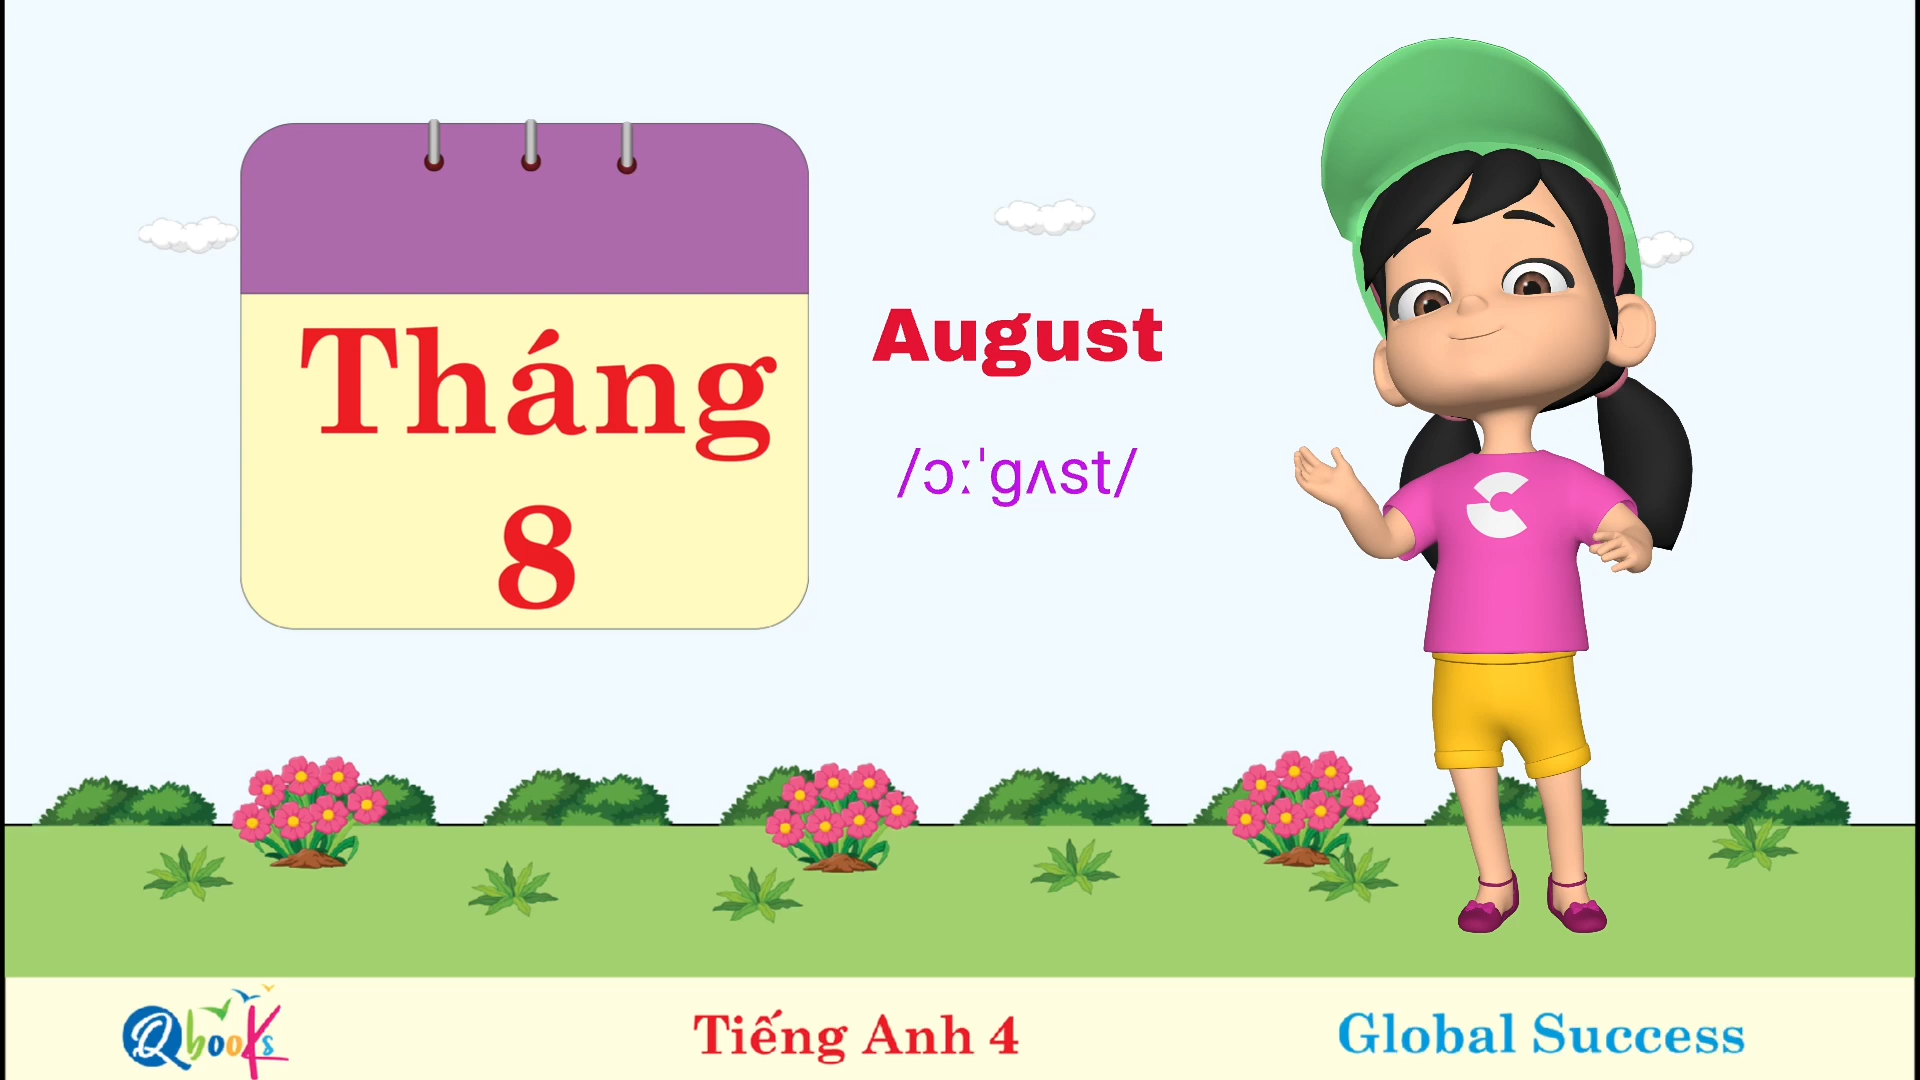 Tháng
8
August
/ɔːˈɡʌst/
Qbooks
Tiếng Anh 4
Global Success